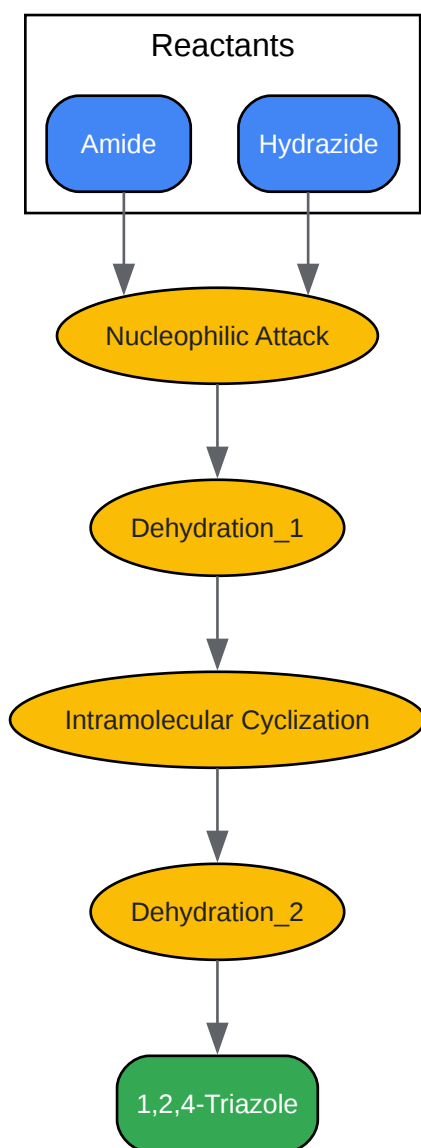 Reactants
Amide
Hydrazide
Nucleophilic Attack
Dehydration_1
Intramolecular Cyclization
Dehydration_2
1,2,4-Triazole